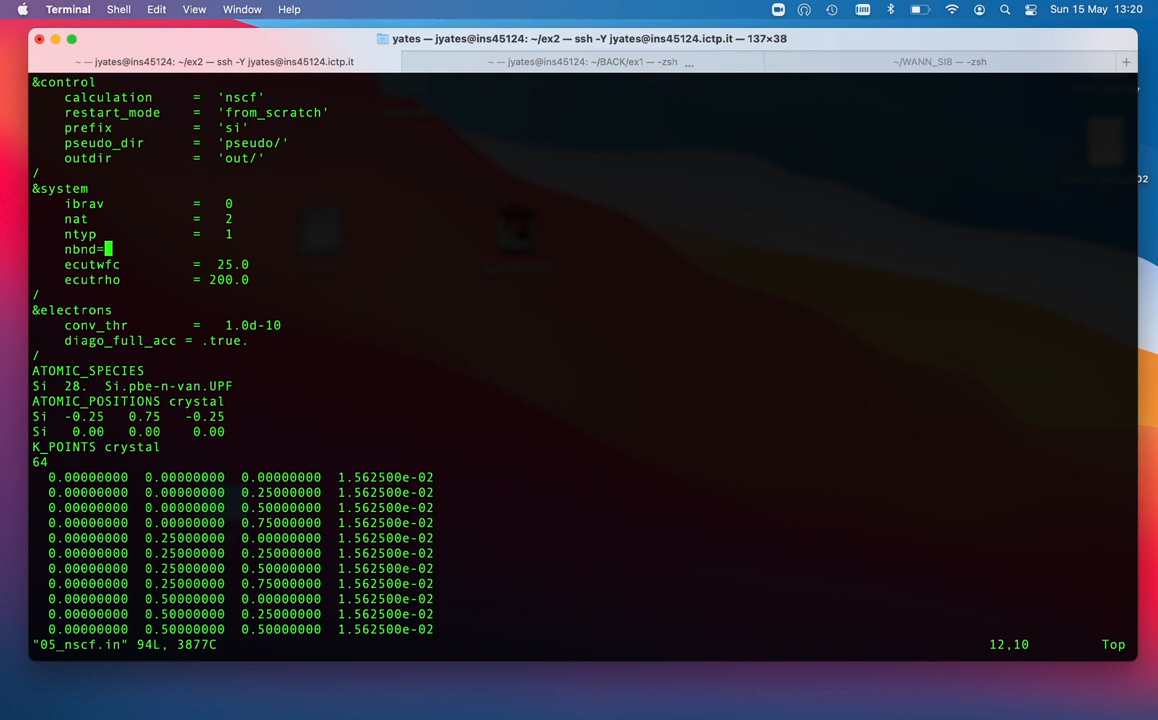 Terminal Shell Edit View Window Help Sun 15 May 13:20
yates — jyates@ins45124: ~/ex2 — ssh -Y jyates@ins45124.ictp.it — 137×38
~ — jyates@ins45124: ~/ex2 — ssh -Y jyates@ins45124.ictp.it ~ — jyates@ins45124: ~/BACK/ex1 — -zsh ... ~/WANN_SI8 — -zsh +
&control
calculation = 'nscf'
restart_mode = 'from_scratch'
prefix = 'si'
pseudo_dir = 'pseudo/'
outdir = 'out/'
/
&system
ibrav = 0
nat = 2
ntyp = 1
nbnd=
ecutwfc = 25.0
ecutrho = 200.0
/
&electrons
conv_thr = 1.0d-10
diago_full_acc = .true.
/
ATOMIC_SPECIES
Si 28. Si.pbe-n-van.UPF
ATOMIC_POSITIONS crystal
Si -0.25 0.75 -0.25
Si 0.00 0.00 0.00
K_POINTS crystal
64
0.00000000 0.00000000 0.00000000 1.562500e-02
0.00000000 0.00000000 0.25000000 1.562500e-02
0.00000000 0.00000000 0.50000000 1.562500e-02
0.00000000 0.00000000 0.75000000 1.562500e-02
0.00000000 0.25000000 0.00000000 1.562500e-02
0.00000000 0.25000000 0.25000000 1.562500e-02
0.00000000 0.25000000 0.50000000 1.562500e-02
0.00000000 0.25000000 0.75000000 1.562500e-02
0.00000000 0.50000000 0.00000000 1.562500e-02
0.00000000 0.50000000 0.25000000 1.562500e-02
0.00000000 0.50000000 0.50000000 1.562500e-02
"05_nscf.in" 94L, 3877C 12,10 Top